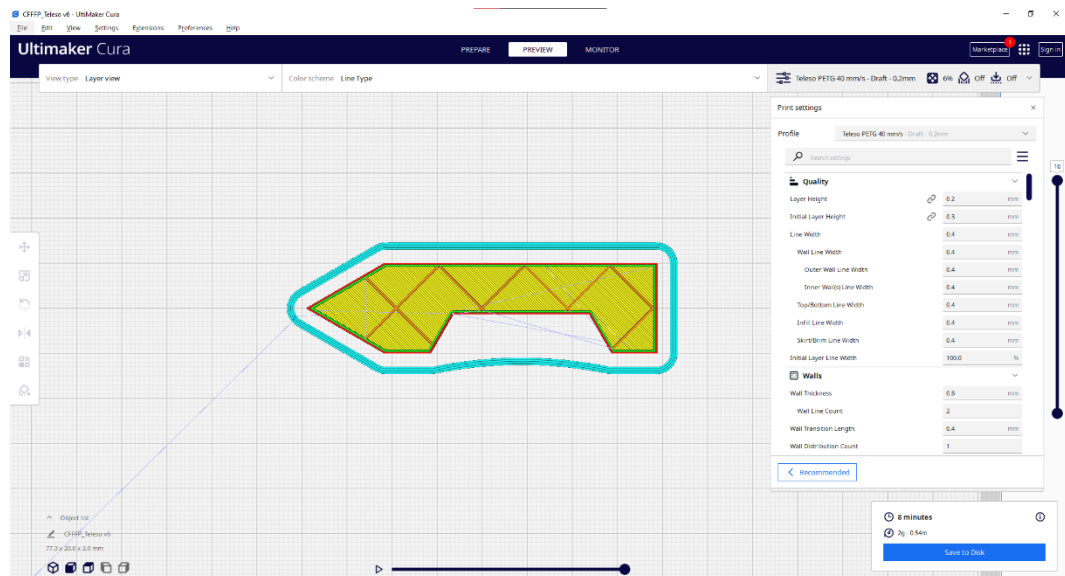 CFFFP_Teleso v6 - UltiMaker Cura
File Edit View Settings Extensions Preferences Help
Ultimaker Cura PREPARE PREVIEW MONITOR Marketplace 1 Sign in
View type Layer view Color scheme Line Type Teleso PETG 40 mm/s - Draft - 0.2mm 6% Off Off
Print settings
Profile Teleso PETG 40 mm/s - Draft - 0.2mm
Search settings
Quality
Layer Height 0.2 mm
Initial Layer Height 0.3 mm
Line Width 0.4 mm
Wall Line Width 0.4 mm
Outer Wall Line Width 0.4 mm
Inner Wall(s) Line Width 0.4 mm
Top/Bottom Line Width 0.4 mm
Infill Line Width 0.4 mm
Skirt/Brim Line Width 0.4 mm
Initial Layer Line Width 100.0 %
Walls
Wall Thickness 0.8 mm
Wall Line Count 2
Wall Transition Length 0.4 mm
Wall Distribution Count 1
Recommended
10
Object list
CFFFP_Teleso v6
77.3 x 20.0 x 2.0 mm
8 minutes
2g · 0.54m
Save to Disk